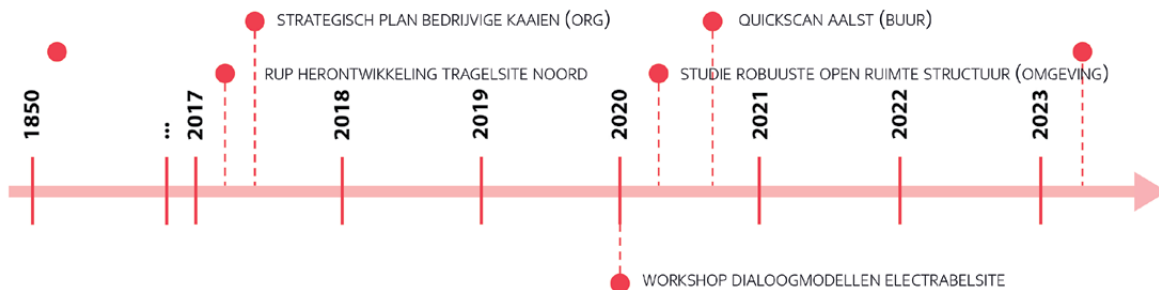 STRATEGISCH PLAN BEDRIJVIGE KAAIEN (ORG)
QUICKSCAN AALST (BUUR)
RUP HERONTWIKKELING TRAGELSITE NOORD
STUDIE ROBUUSTE OPEN RUIMTE STRUCTUUR (OMGEVING)
1850
...
2017
2018
2019
2020
2021
2022
2023
WORKSHOP DIALOOGMODELLEN ELECTRABELSITE